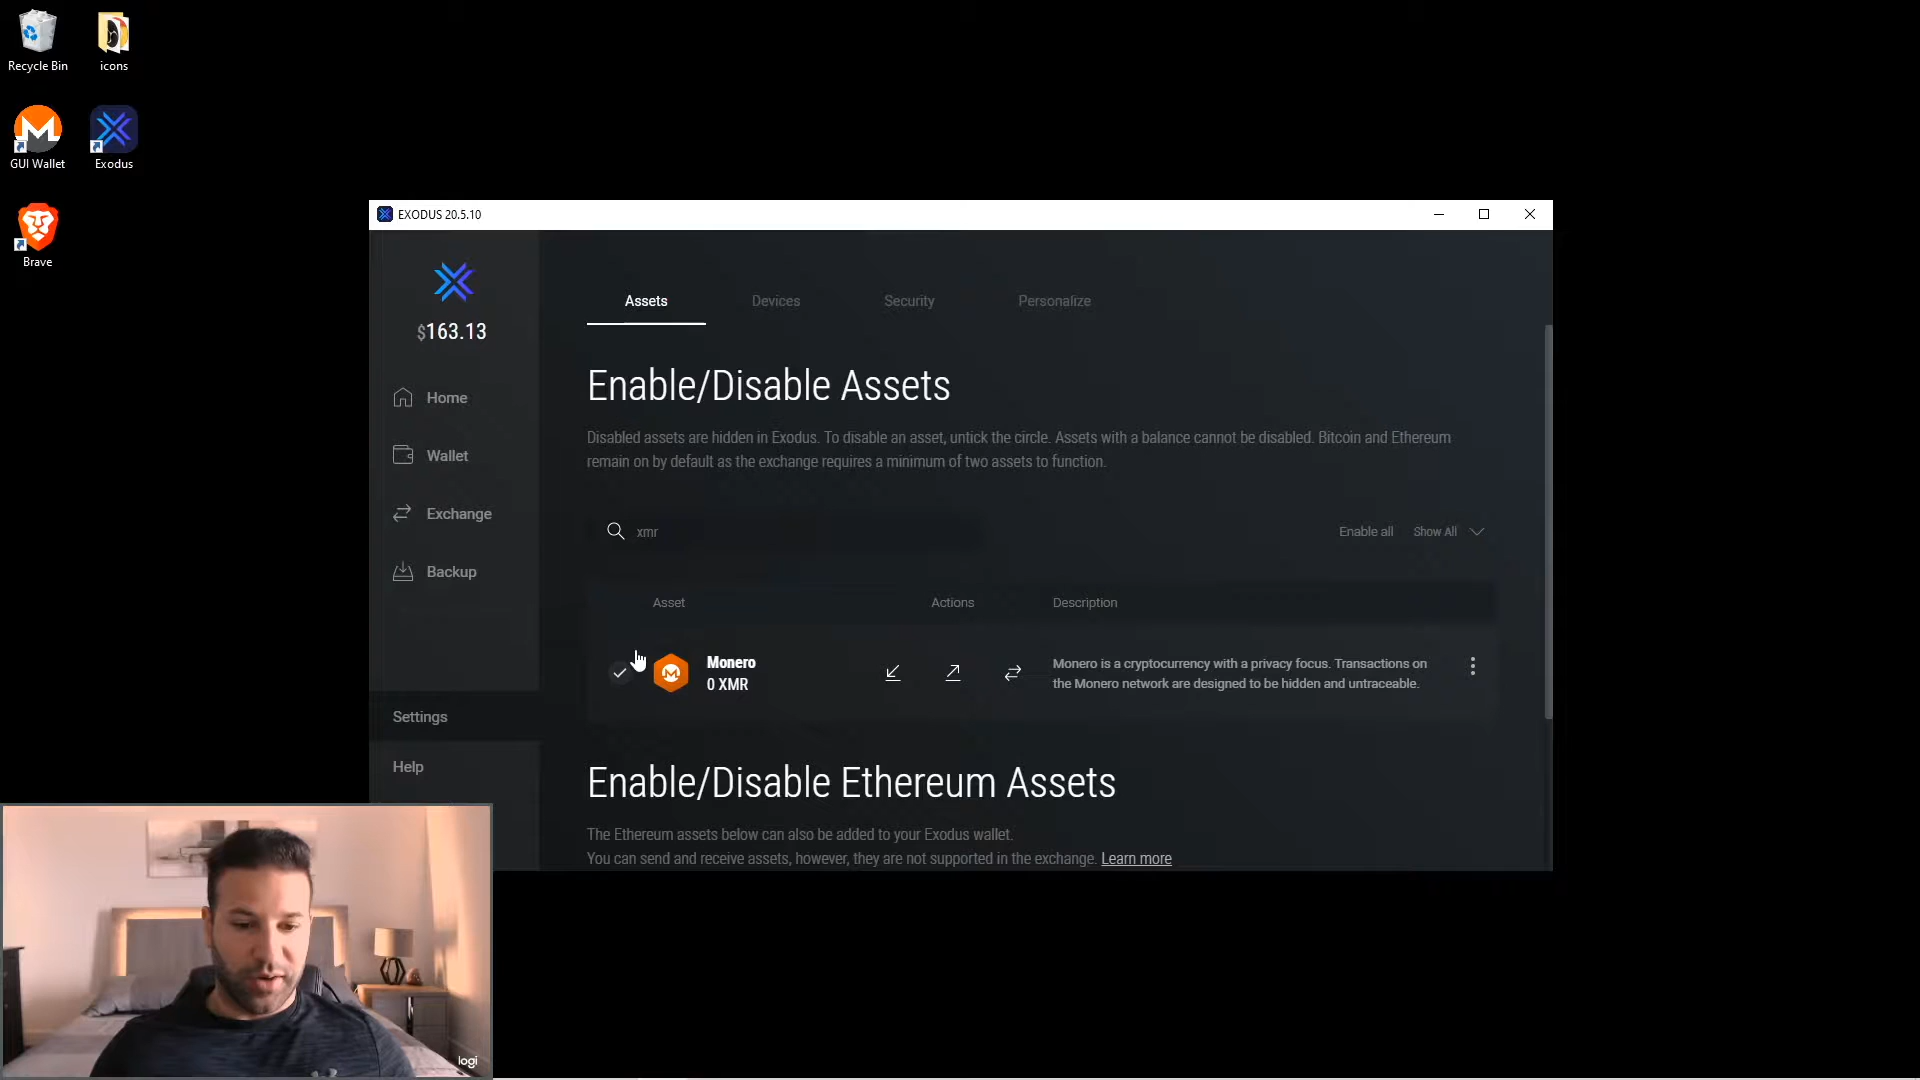 Recycle Bin
icons
GUI Wallet
Exodus
Brave
EXODUS 20.5.10
$163.13
Home
Wallet
Exchange
Backup
Settings
Help
Assets
Devices
Security
Personalize
Enable/Disable Assets
Disabled assets are hidden in Exodus. To disable an asset, untick the circle. Assets with a balance cannot be disabled. Bitcoin and Ethereum
remain on by default as the exchange requires a minimum of two assets to function.
xmr
Enable all
Show All
Asset
Actions
Description
Monero
0 XMR
Monero is a cryptocurrency with a privacy focus. Transactions on
the Monero network are designed to be hidden and untraceable.
Enable/Disable Ethereum Assets
The Ethereum assets below can also be added to your Exodus wallet.
You can send and receive assets, however, they are not supported in the exchange. Learn more
logi